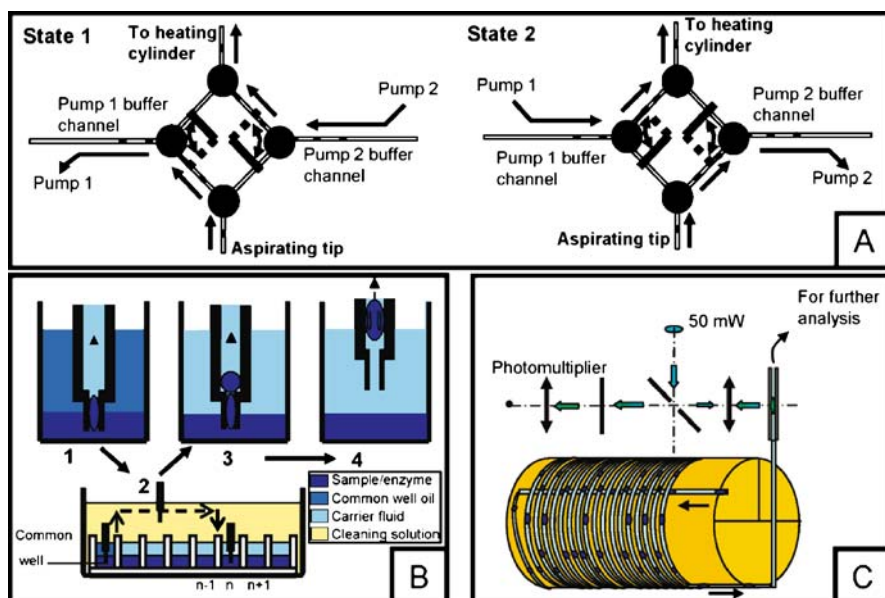 State 1
To heating
cylinder
Pump 1 buffer
channel
Pump 2
Pump 1
Pump 2 buffer
channel
Aspirating tip
State 2
To heating
cylinder
Pump 1
Pump 2 buffer
channel
Pump 1 buffer
channel
Pump 2
Aspirating tip
A
1
2
3
4
Sample/enzyme
Common well oil
Carrier fluid
Cleaning solution
Common
well
n-1 n n+1
B
For further
analysis
50 mW
Photomultiplier
C